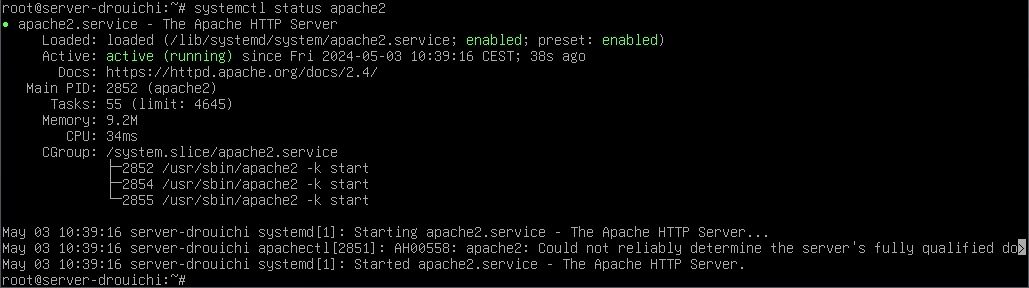 root@server-drouichi:~# systemctl status apache2
● apache2.service - The Apache HTTP Server
     Loaded: loaded (/lib/systemd/system/apache2.service; enabled; preset: enabled)
     Active: active (running) since Fri 2024-05-03 10:39:16 CEST; 38s ago
       Docs: https://httpd.apache.org/docs/2.4/
   Main PID: 2852 (apache2)
      Tasks: 55 (limit: 4645)
     Memory: 9.2M
        CPU: 34ms
     CGroup: /system.slice/apache2.service
             ├─2852 /usr/sbin/apache2 -k start
             ├─2854 /usr/sbin/apache2 -k start
             └─2855 /usr/sbin/apache2 -k start

May 03 10:39:16 server-drouichi systemd[1]: Starting apache2.service - The Apache HTTP Server...
May 03 10:39:16 server-drouichi apachectl[2851]: AH00558: apache2: Could not reliably determine the server's fully qualified do>
May 03 10:39:16 server-drouichi systemd[1]: Started apache2.service - The Apache HTTP Server.
root@server-drouichi:~#